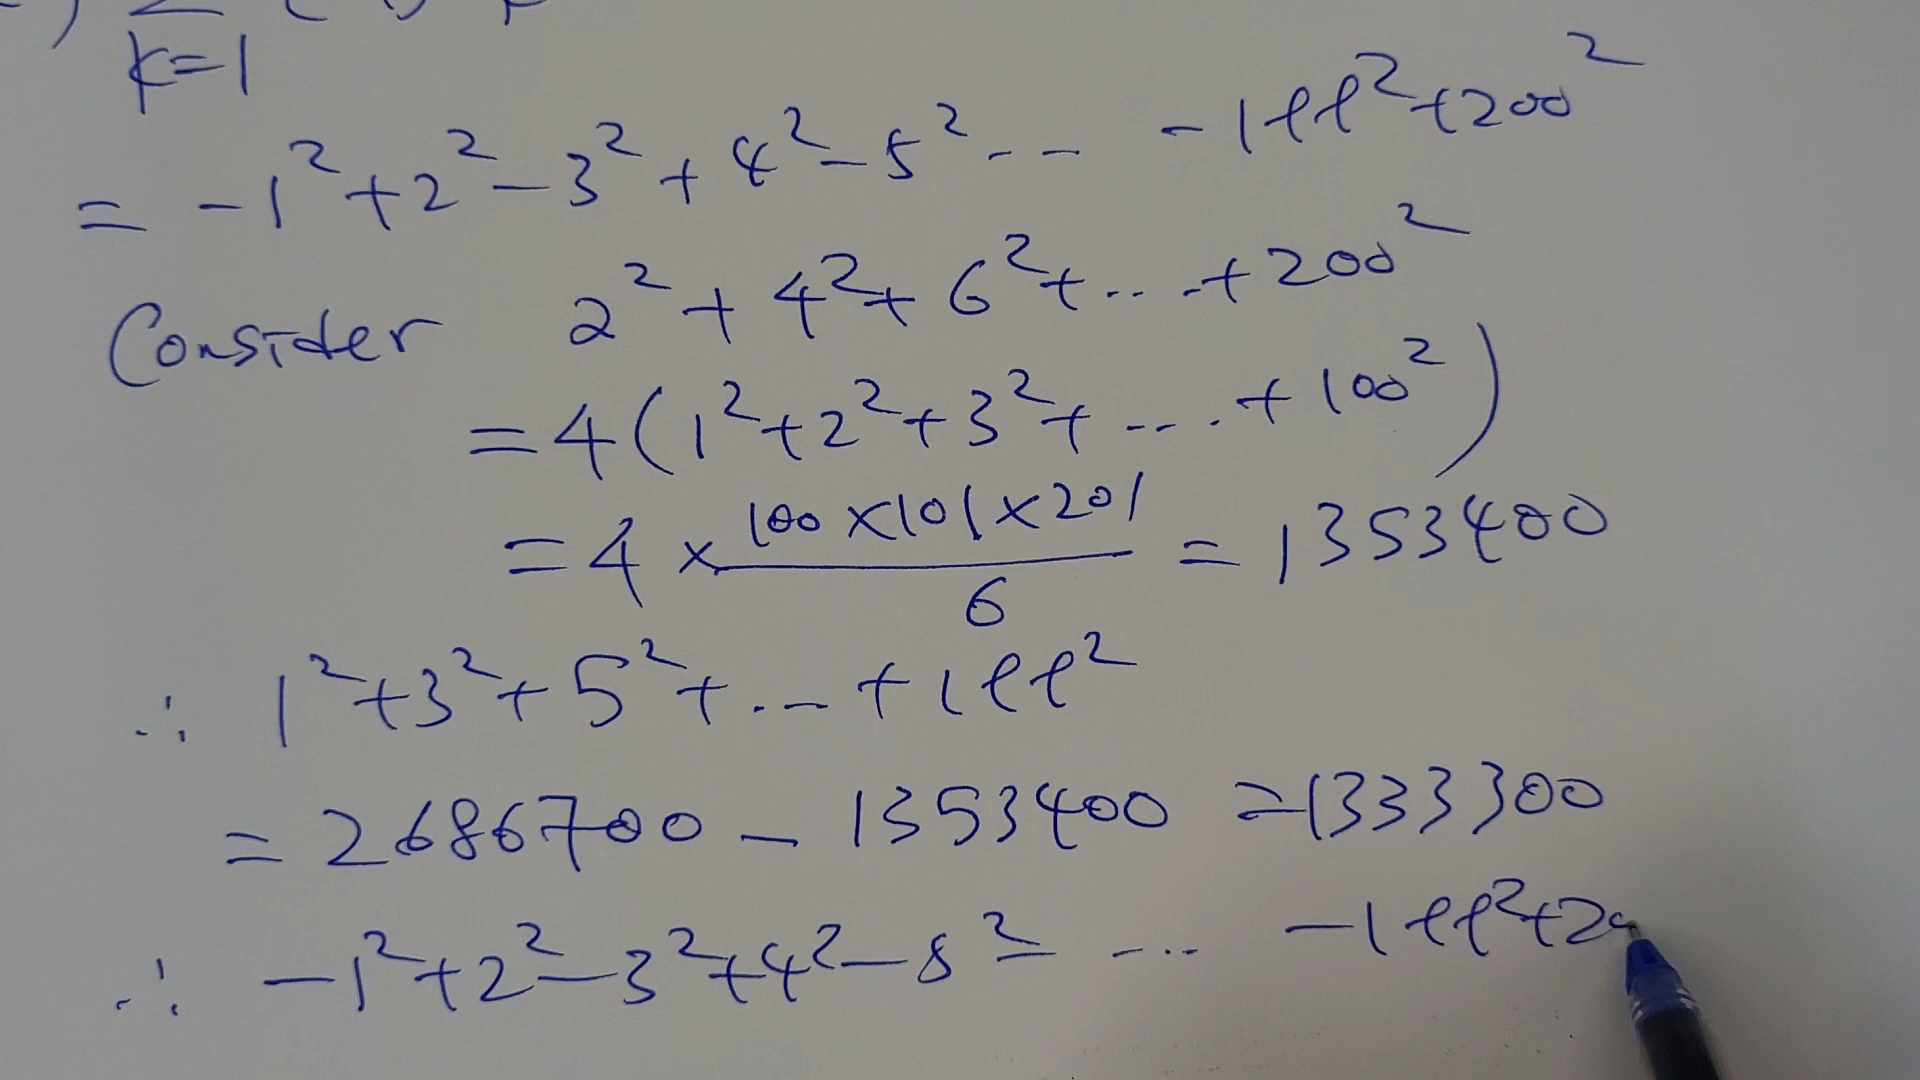 k=1
= -1²+2²-3²+4²-5²... -199²+200²
Consider 2²+4²+6²+...+200²
=4(1²+2²+3²+...+100²)
=4×\frac{100×101×201}{6} = 1353400
∴ 1²+3²+5²+...+199²
= 2686700 - 1353400 =1333300
∴ -1²+2²-3²+4²-5²- ... -199²+20